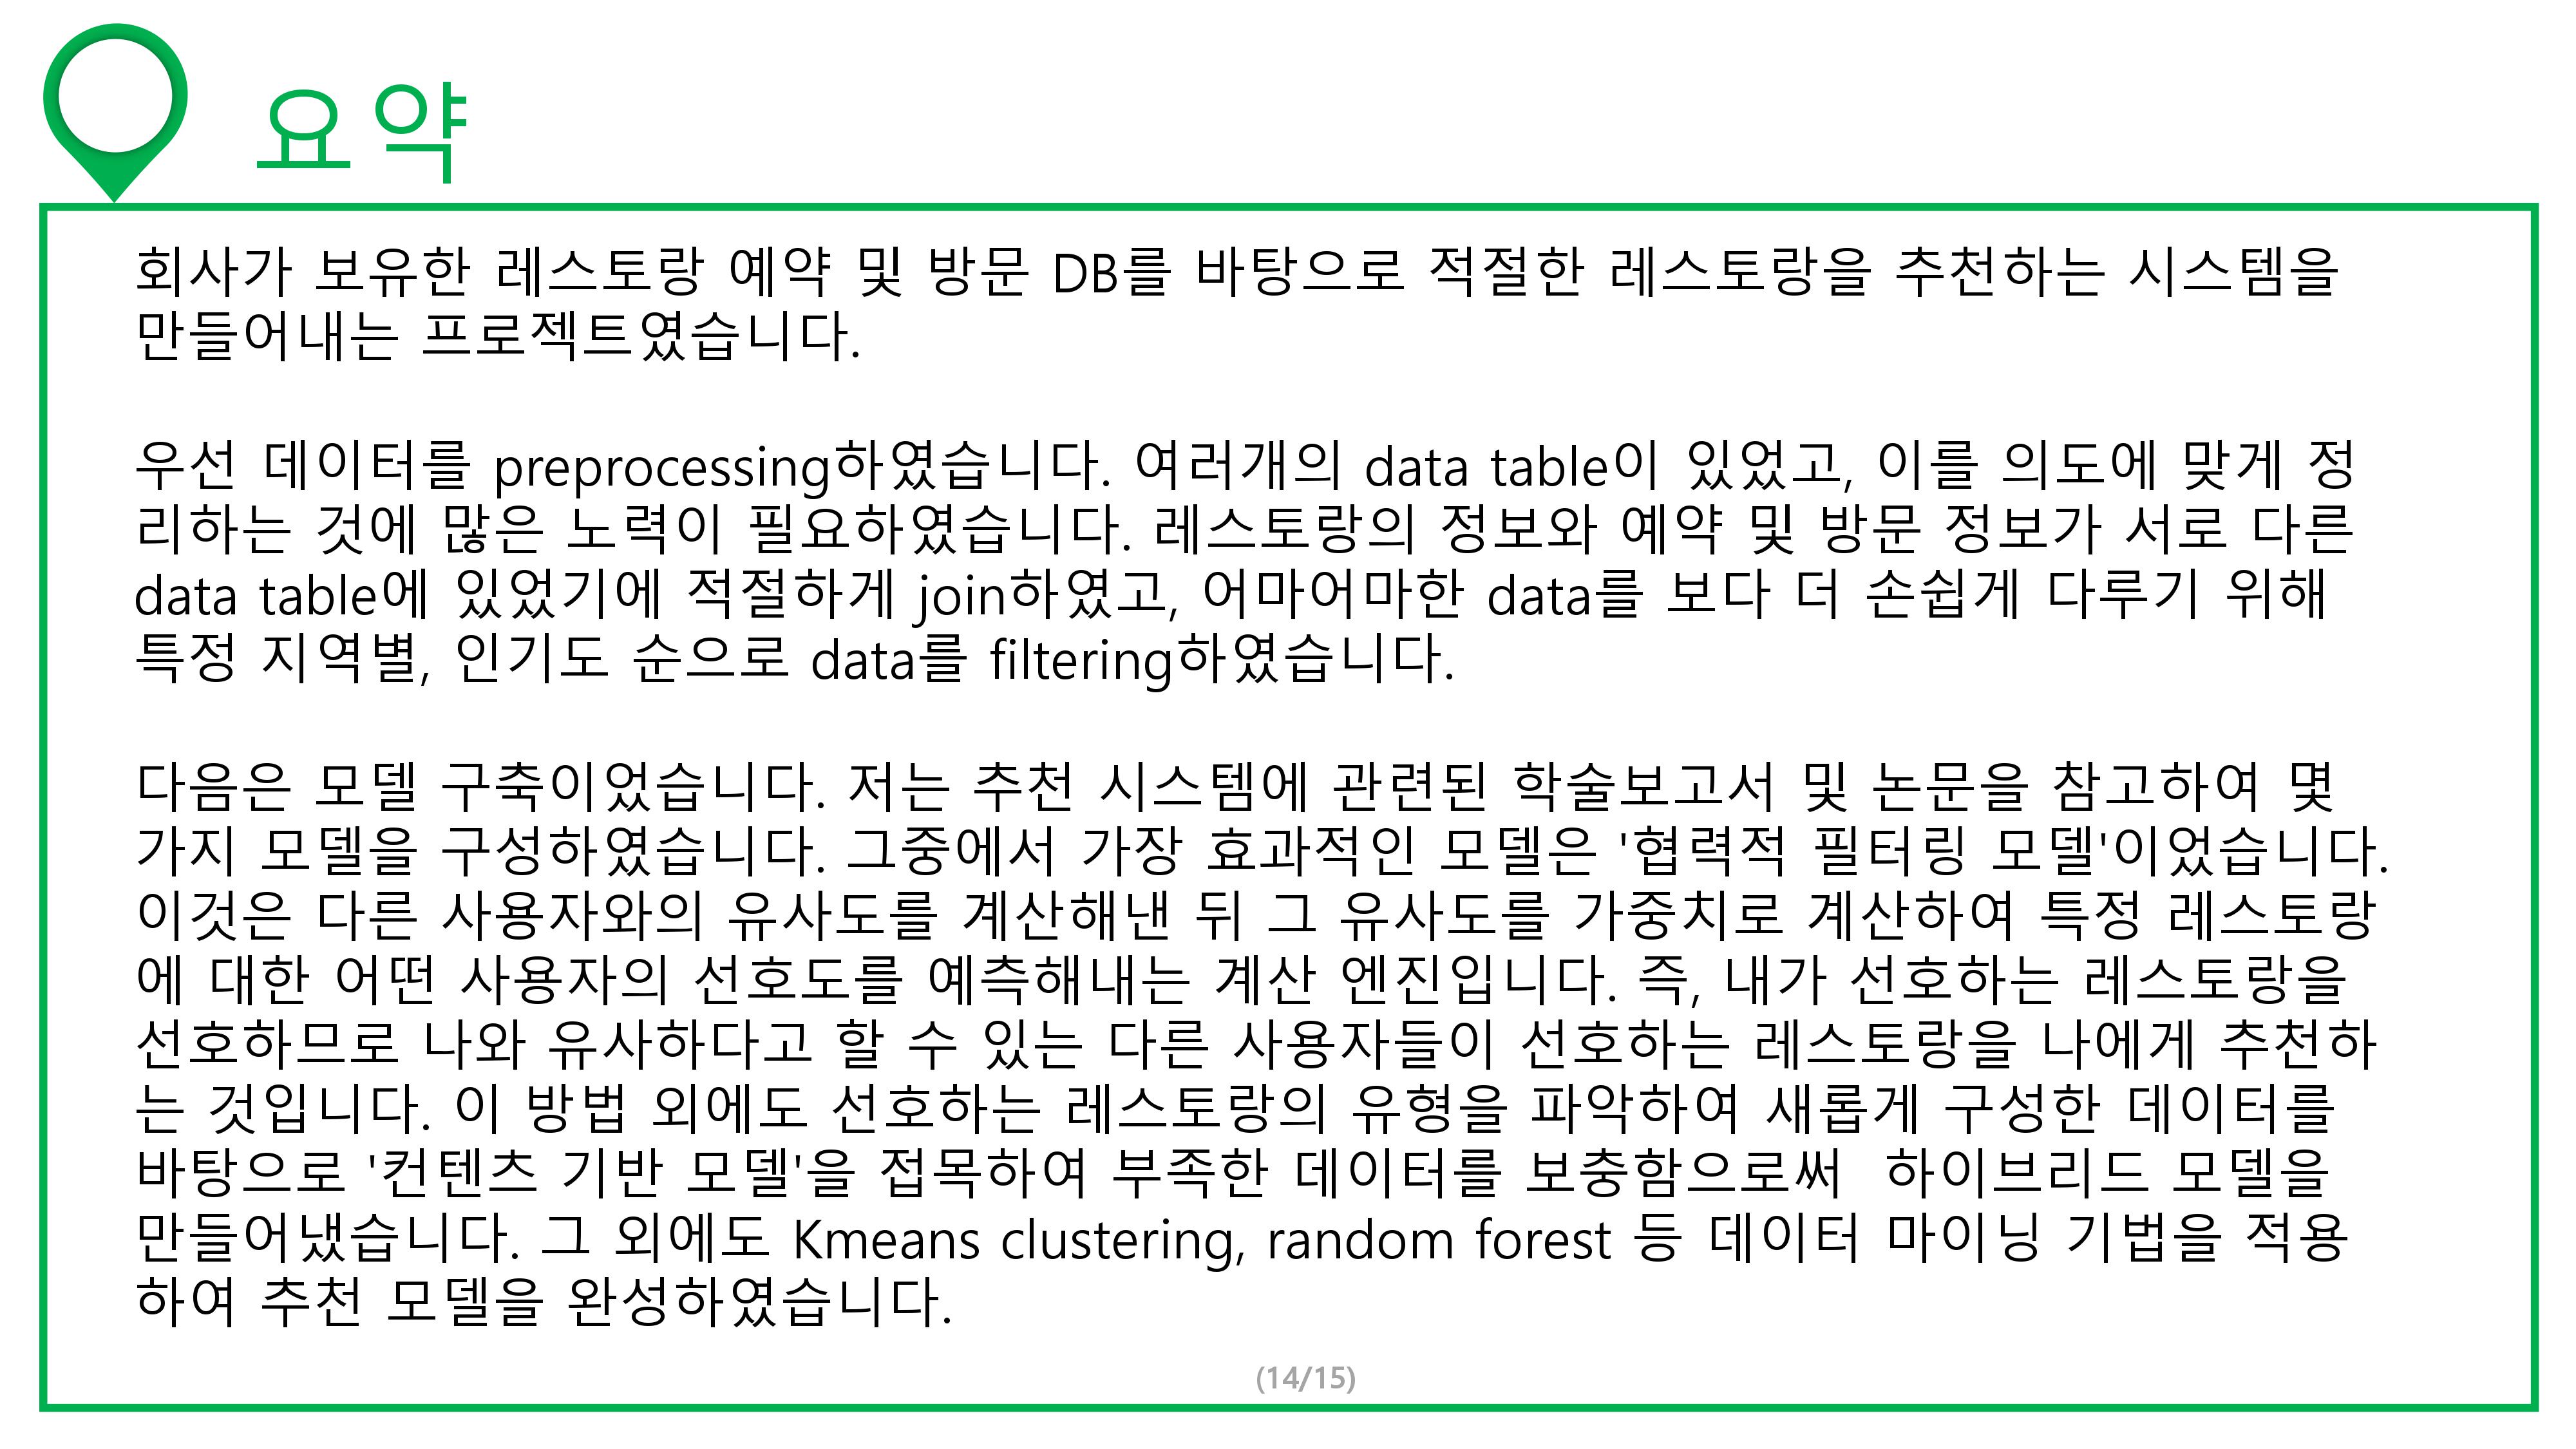 요약
회사가 보유한 레스토랑 예약 및 방문 DB를 바탕으로 적절한 레스토랑을 추천하는 시스템을
만들어내는 프로젝트였습니다.
우선 데이터를 preprocessing하였습니다. 여러개의 data table이 있었고, 이를 의도에 맞게 정
리하는 것에 많은 노력이 필요하였습니다. 레스토랑의 정보와 예약 및 방문 정보가 서로 다른
data table에 있었기에 적절하게 join하였고, 어마어마한 data를 보다 더 손쉽게 다루기 위해
특정 지역별, 인기도 순으로 data를 filtering하였습니다.
다음은 모델 구축이었습니다. 저는 추천 시스템에 관련된 학술보고서 및 논문을 참고하여 몇
가지 모델을 구성하였습니다. 그중에서 가장 효과적인 모델은 '협력적 필터링 모델'이었습니다.
이것은 다른 사용자와의 유사도를 계산해낸 뒤 그 유사도를 가중치로 계산하여 특정 레스토랑
에 대한 어떤 사용자의 선호도를 예측해내는 계산 엔진입니다. 즉, 내가 선호하는 레스토랑을
선호하므로 나와 유사하다고 할 수 있는 다른 사용자들이 선호하는 레스토랑을 나에게 추천하
는 것입니다. 이 방법 외에도 선호하는 레스토랑의 유형을 파악하여 새롭게 구성한 데이터를
바탕으로 '컨텐츠 기반 모델'을 접목하여 부족한 데이터를 보충함으로써  하이브리드 모델을
만들어냈습니다. 그 외에도 Kmeans clustering, random forest 등 데이터 마이닝 기법을 적용
하여 추천 모델을 완성하였습니다.
(14/15)